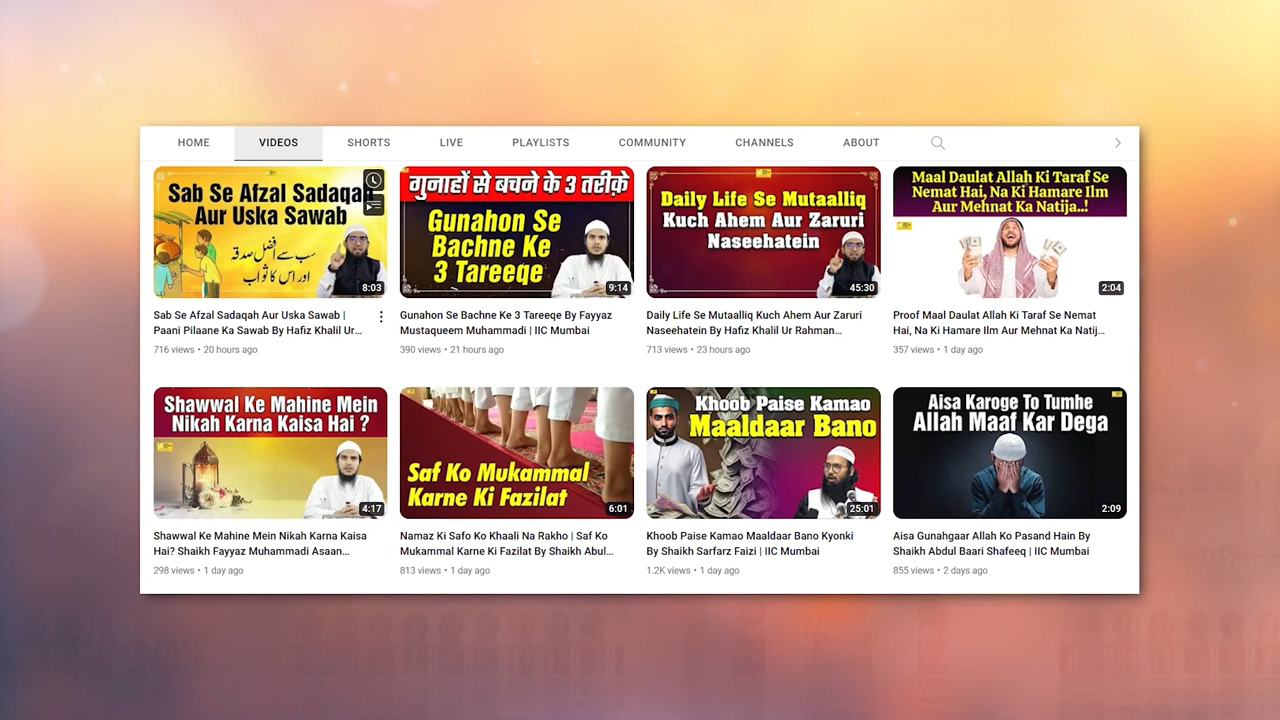 HOME VIDEOS SHORTS LIVE PLAYLISTS COMMUNITY CHANNELS ABOUT
Sab Se Afzal Sadaqah
Aur Uska Sawab
سب سے افضل صدقہ
اور اس کا ثواب
8:03
गुनाहों से बचने के 3 तरीक़े
Gunahon Se
Bachne Ke
3 Tareeqe
9:14
Daily Life Se Mutaalliq
Kuch Ahem Aur Zaruri
Naseehatein
45:30
Maal Daulat Allah Ki Taraf Se
Nemat Hai, Na Ki Hamare Ilm
Aur Mehnat Ka Natija..!
2:04
Sab Se Afzal Sadaqah Aur Uska Sawab |
Paani Pilaane Ka Sawab By Hafiz Khalil Ur...
716 views • 20 hours ago
Gunahon Se Bachne Ke 3 Tareeqe By Fayyaz
Mustaqueem Muhammadi | IIC Mumbai
390 views • 21 hours ago
Daily Life Se Mutaalliq Kuch Ahem Aur Zaruri
Naseehatein By Hafiz Khalil Ur Rahman...
713 views • 23 hours ago
Proof Maal Daulat Allah Ki Taraf Se Nemat
Hai, Na Ki Hamare Ilm Aur Mehnat Ka Natij...
357 views • 1 day ago
Shawwal Ke Mahine Mein
Nikah Karna Kaisa Hai ?
4:17
Saf Ko Mukammal
Karne Ki Fazilat
6:01
Khoob Paise Kamao
Maaldaar Bano
25:01
Aisa Karoge To Tumhe
Allah Maaf Kar Dega
2:09
Shawwal Ke Mahine Mein Nikah Karna Kaisa
Hai? Shaikh Fayyaz Muhammadi Asaan...
298 views • 1 day ago
Namaz Ki Safo Ko Khaali Na Rakho | Saf Ko
Mukammal Karne Ki Fazilat By Shaikh Abul...
813 views • 1 day ago
Khoob Paise Kamao Maaldaar Bano Kyonki
By Shaikh Sarfarz Faizi | IIC Mumbai
1.2K views • 1 day ago
Aisa Gunahgaar Allah Ko Pasand Hain By
Shaikh Abdul Baari Shafeeq | IIC Mumbai
855 views • 2 days ago